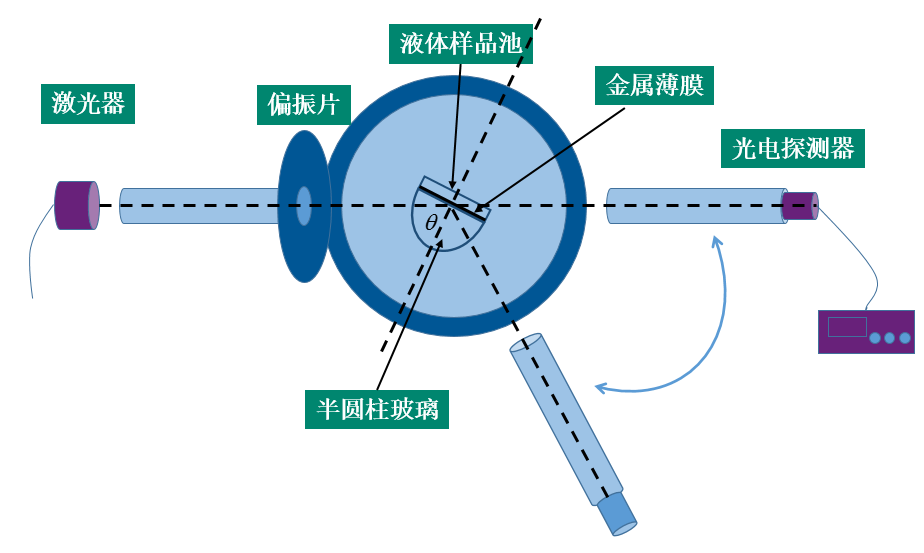 液体样品池
金属薄膜
激光器
偏振片
光电探测器
θ
半圆柱玻璃